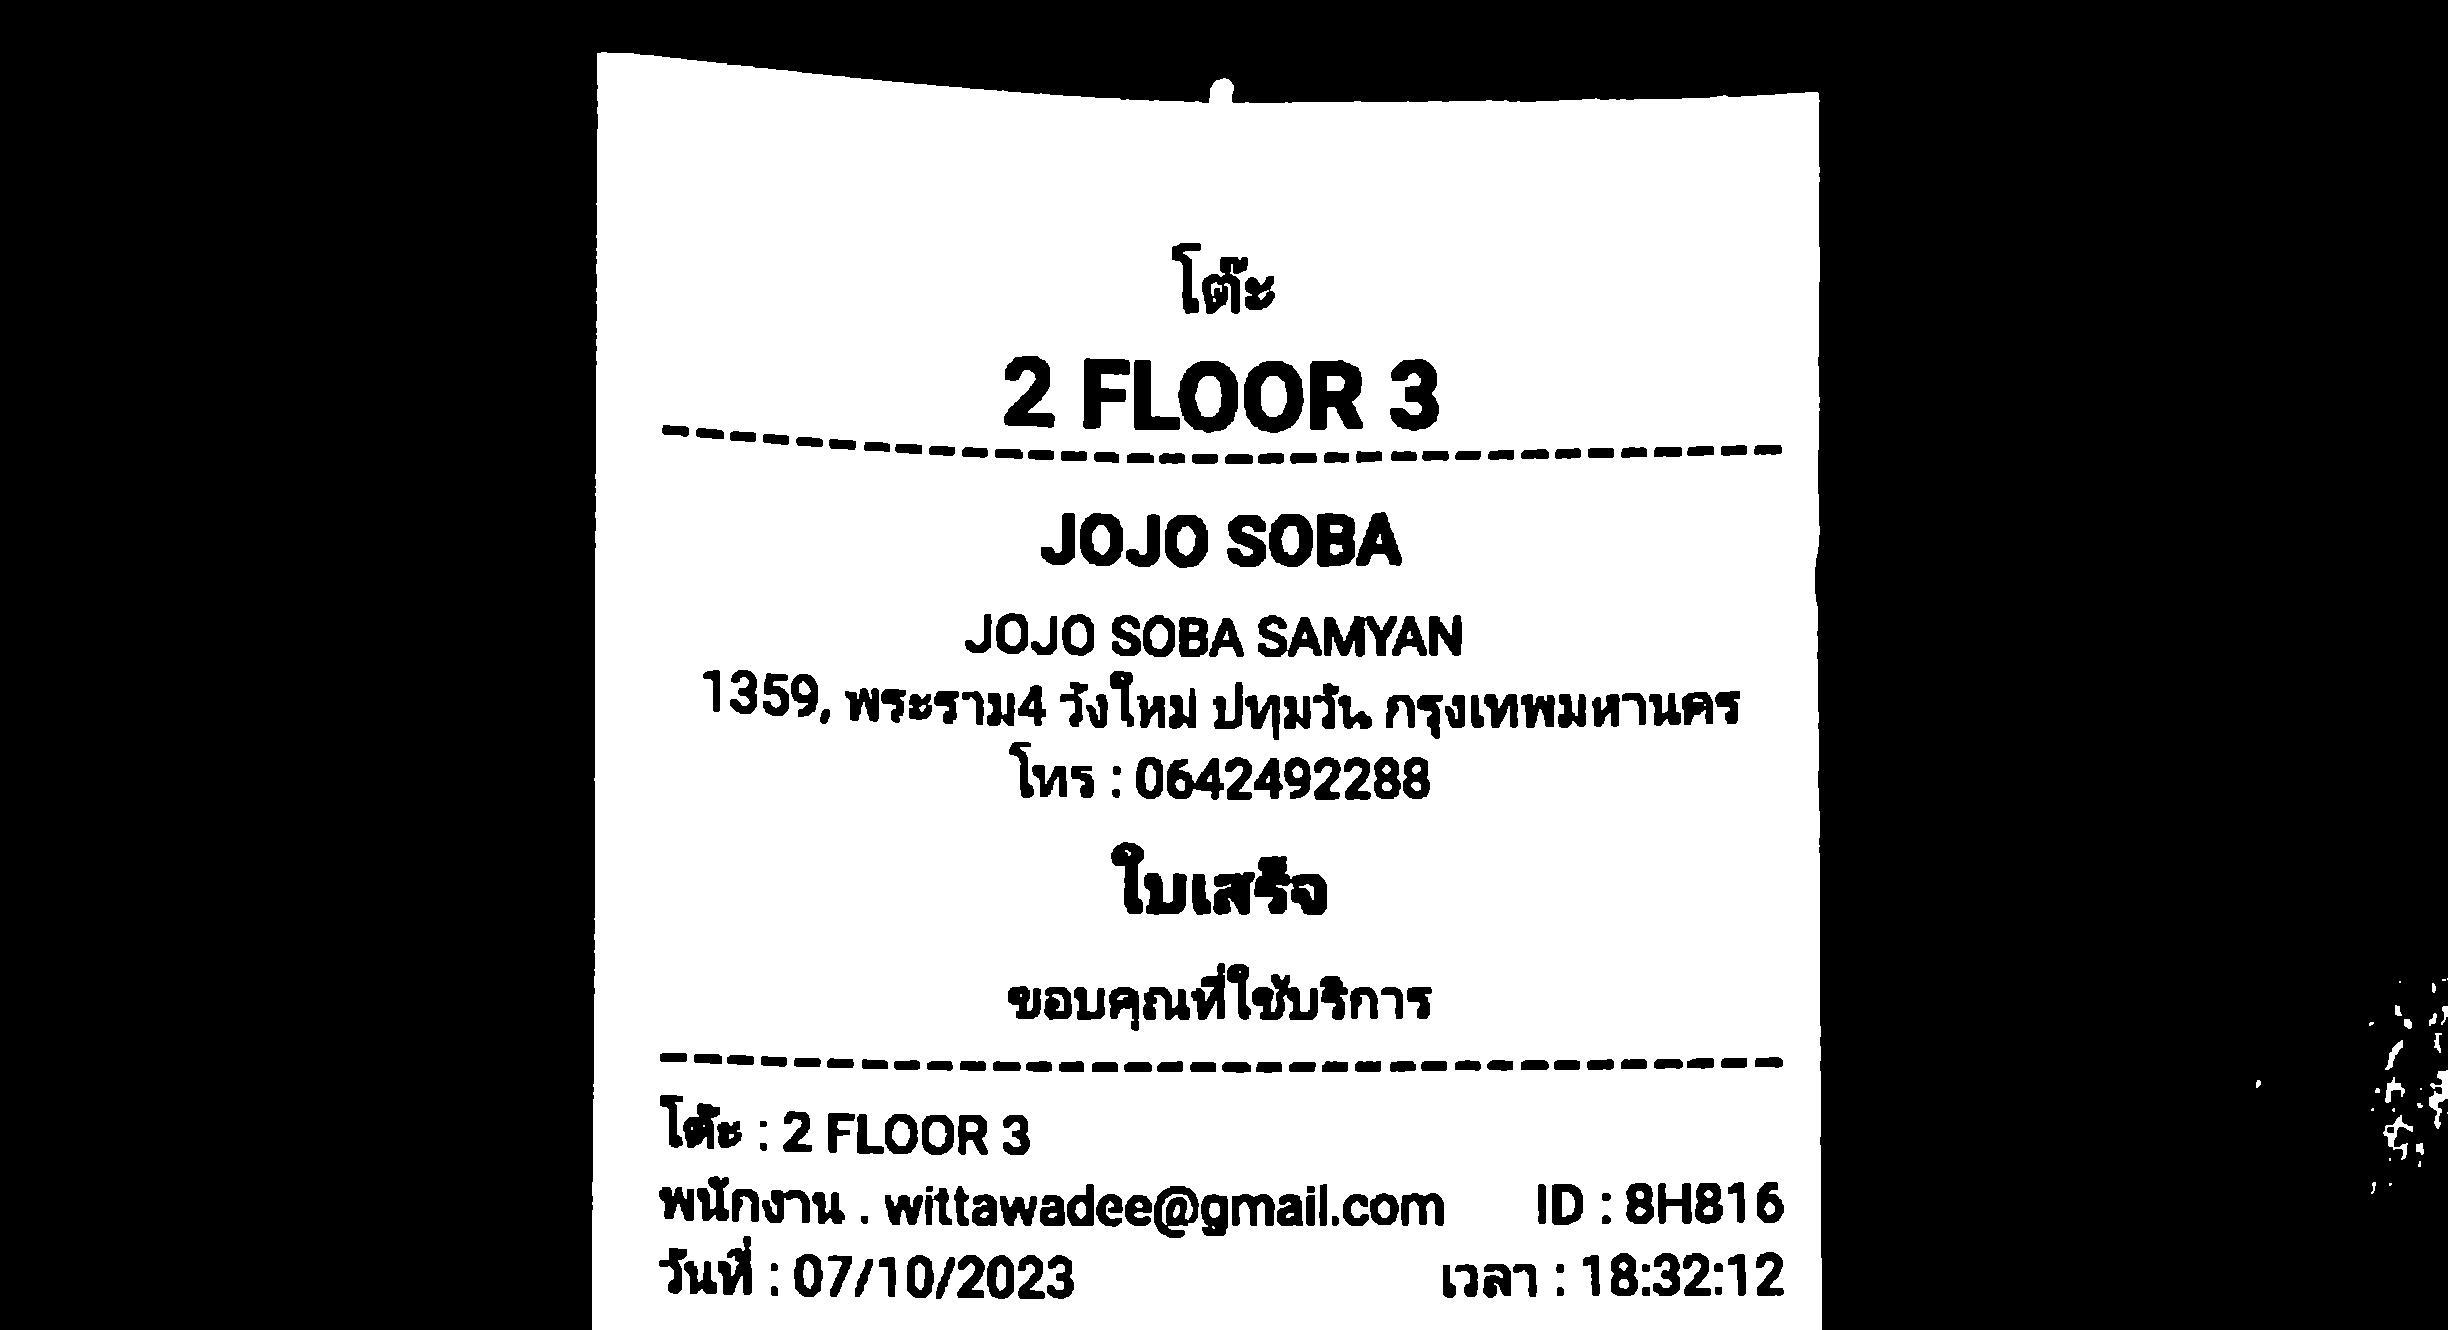 โต๊ะ
2 FLOOR 3
JOJO SOBA
JOJO SOBA SAMYAN
1359, พระราม4 วังใหม่ ปทุมวัน กรุงเทพมหานคร
โทร : 0642492288
ใบเสร็จ
ขอบคุณที่ใช้บริการ
โต๊ะ : 2 FLOOR 3
พนักงาน . wittawadee@gmail.com ID : 8H816
วันที่ : 07/10/2023 เวลา : 18:32:12